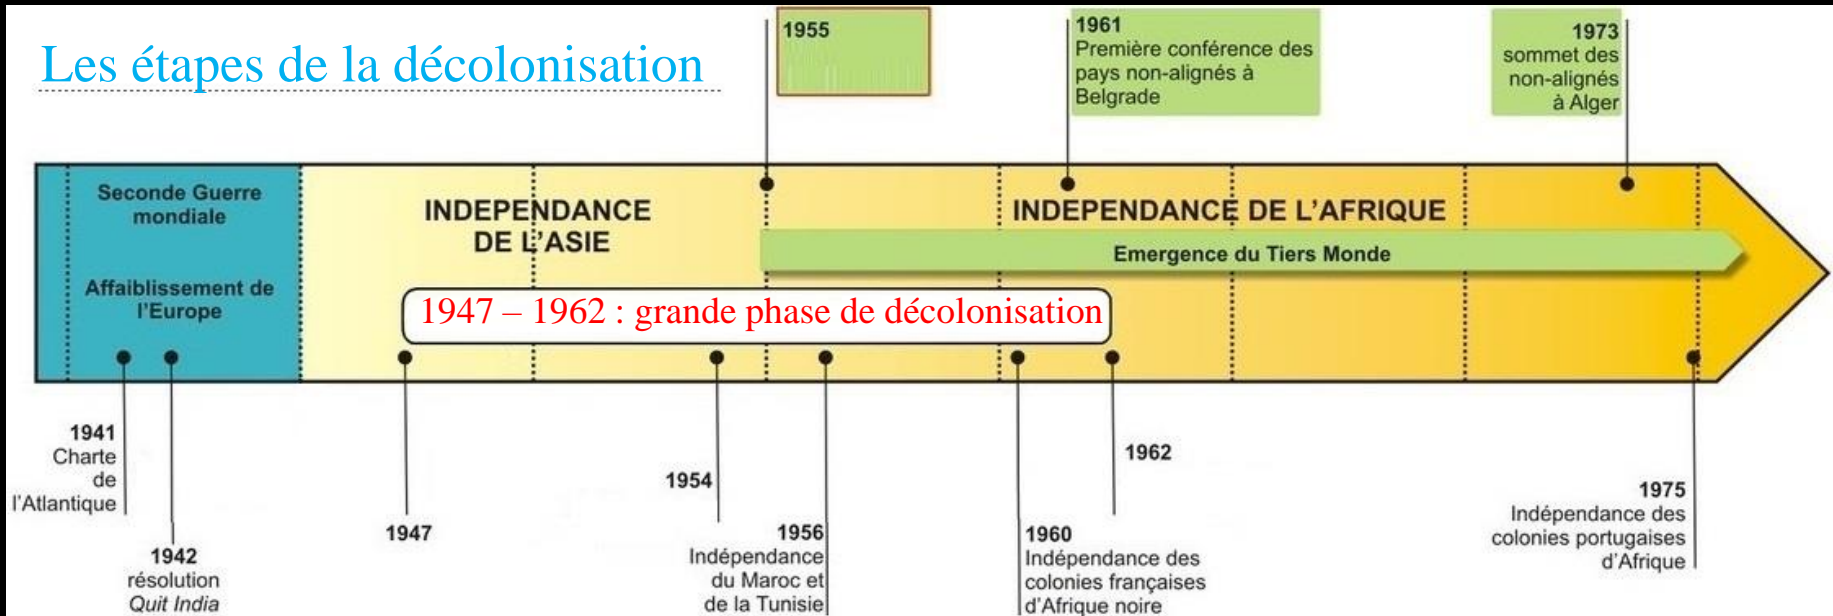 Les étapes de la décolonisation
1955
1961
Première conférence des
pays non-alignés à
Belgrade
1973
sommet des
non-alignés
à Alger
Seconde Guerre
mondiale
Affaiblissement de
l'Europe
INDEPENDANCE
DE L'ASIE
INDEPENDANCE DE L'AFRIQUE
Emergence du Tiers Monde
1947 – 1962 : grande phase de décolonisation
1941
Charte
de
l'Atlantique
1942
résolution
Quit India
1947
1954
1956
Indépendance
du Maroc et
de la Tunisie
1960
Indépendance des
colonies françaises
d'Afrique noire
1962
1975
Indépendance des
colonies portugaises
d'Afrique